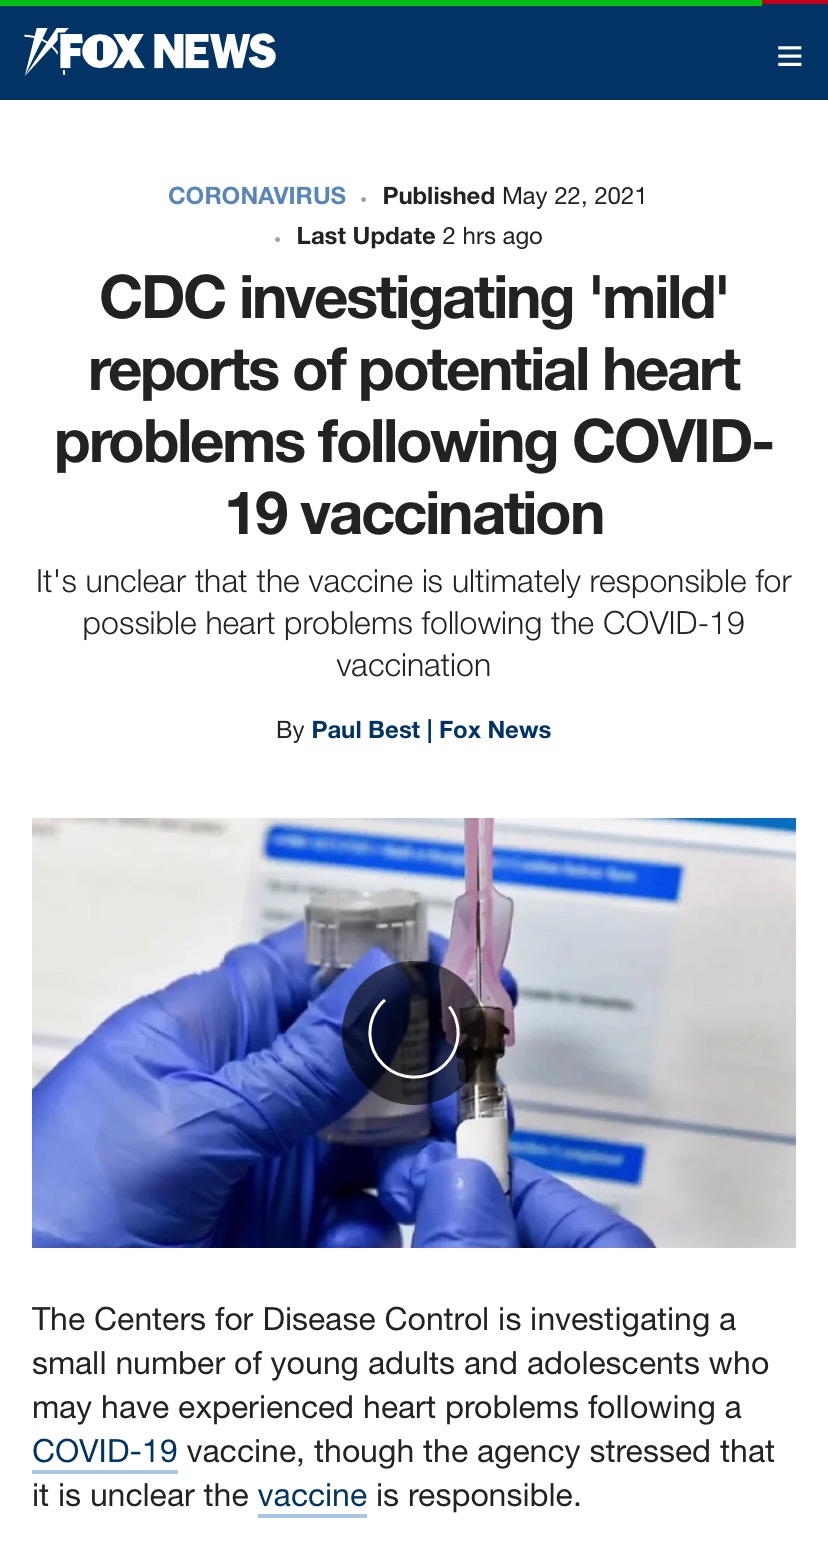 FOX NEWS
CORONAVIRUS · Published May 22, 2021
· Last Update 2 hrs ago
CDC investigating 'mild'
reports of potential heart
problems following COVID-
19 vaccination
It's unclear that the vaccine is ultimately responsible for
possible heart problems following the COVID-19
vaccination
By Paul Best | Fox News
The Centers for Disease Control is investigating a
small number of young adults and adolescents who
may have experienced heart problems following a
COVID-19 vaccine, though the agency stressed that
it is unclear the vaccine is responsible.